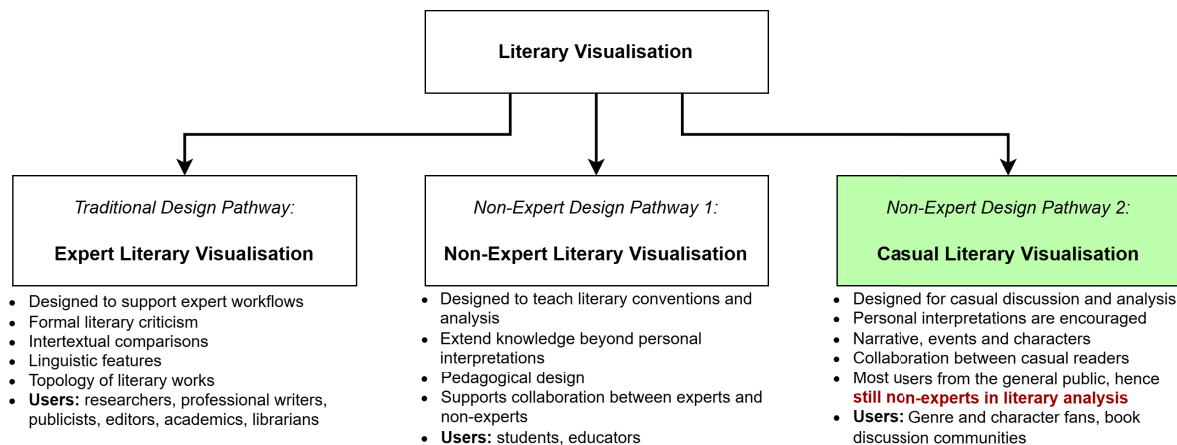 Literary Visualisation
Traditional Design Pathway:
Expert Literary Visualisation
• Designed to support expert workflows
• Formal literary criticism
• Intertextual comparisons
• Linguistic features
• Topology of literary works
• Users: researchers, professional writers,
publicists, editors, academics, librarians
Non-Expert Design Pathway 1:
Non-Expert Literary Visualisation
• Designed to teach literary conventions and
analysis
• Extend knowledge beyond personal
interpretations
• Pedagogical design
• Supports collaboration between experts and
non-experts
• Users: students, educators
Non-Expert Design Pathway 2:
Casual Literary Visualisation
• Designed for casual discussion and analysis
• Personal interpretations are encouraged
• Narrative, events and characters
• Collaboration between casual readers
• Most users from the general public, hence
still non-experts in literary analysis
• Users: Genre and character fans, book
discussion communities